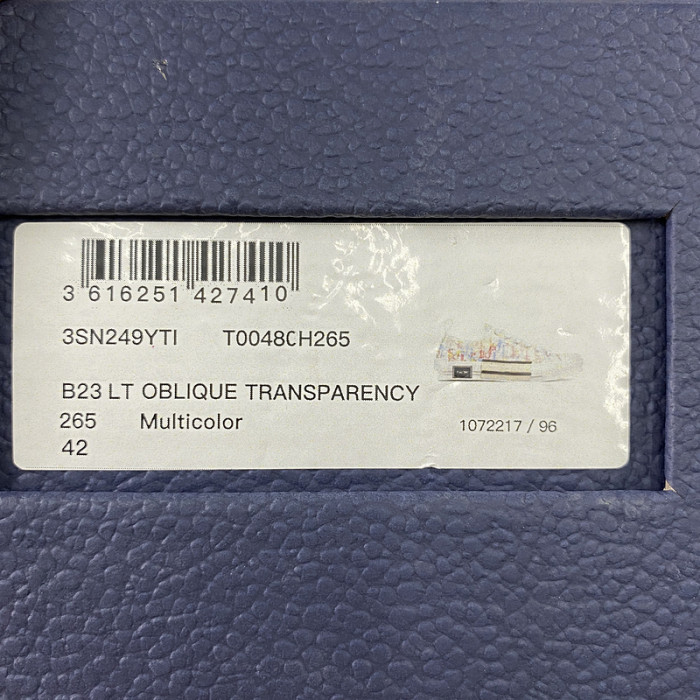 3 616251 427410
3SN249YTI T0048CH265
B23 LT OBLIQUE TRANSPARENCY
265 Multicolor
1072217 / 96
42